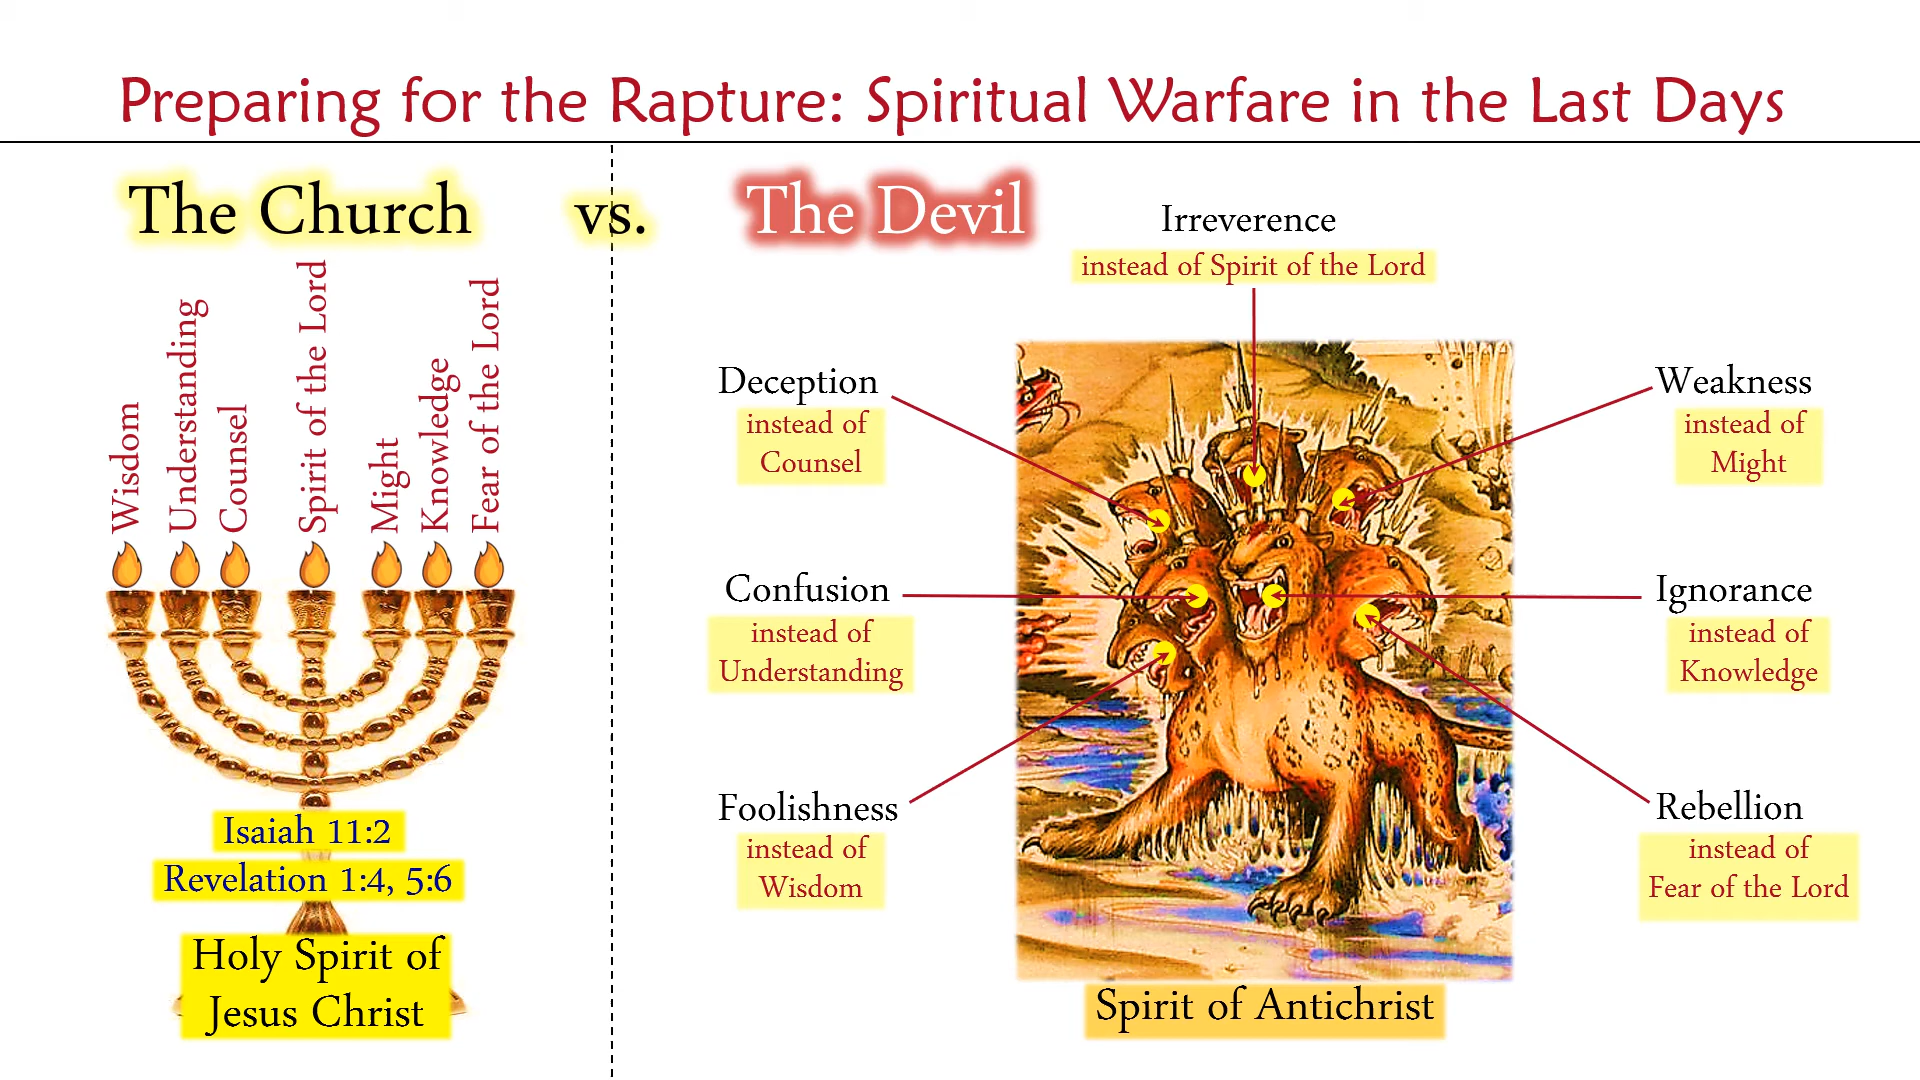 Preparing for the Rapture: Spiritual Warfare in the Last Days
The Church vs. The Devil
Wisdom
Understanding
Counsel
Spirit of the Lord
Might
Knowledge
Fear of the Lord
Isaiah 11:2
Revelation 1:4, 5:6
Holy Spirit of
Jesus Christ
Irreverence
instead of Spirit of the Lord
Deception
instead of
Counsel
Weakness
instead of
Might
Confusion
instead of
Understanding
Ignorance
instead of
Knowledge
Foolishness
instead of
Wisdom
Rebellion
instead of
Fear of the Lord
Spirit of Antichrist